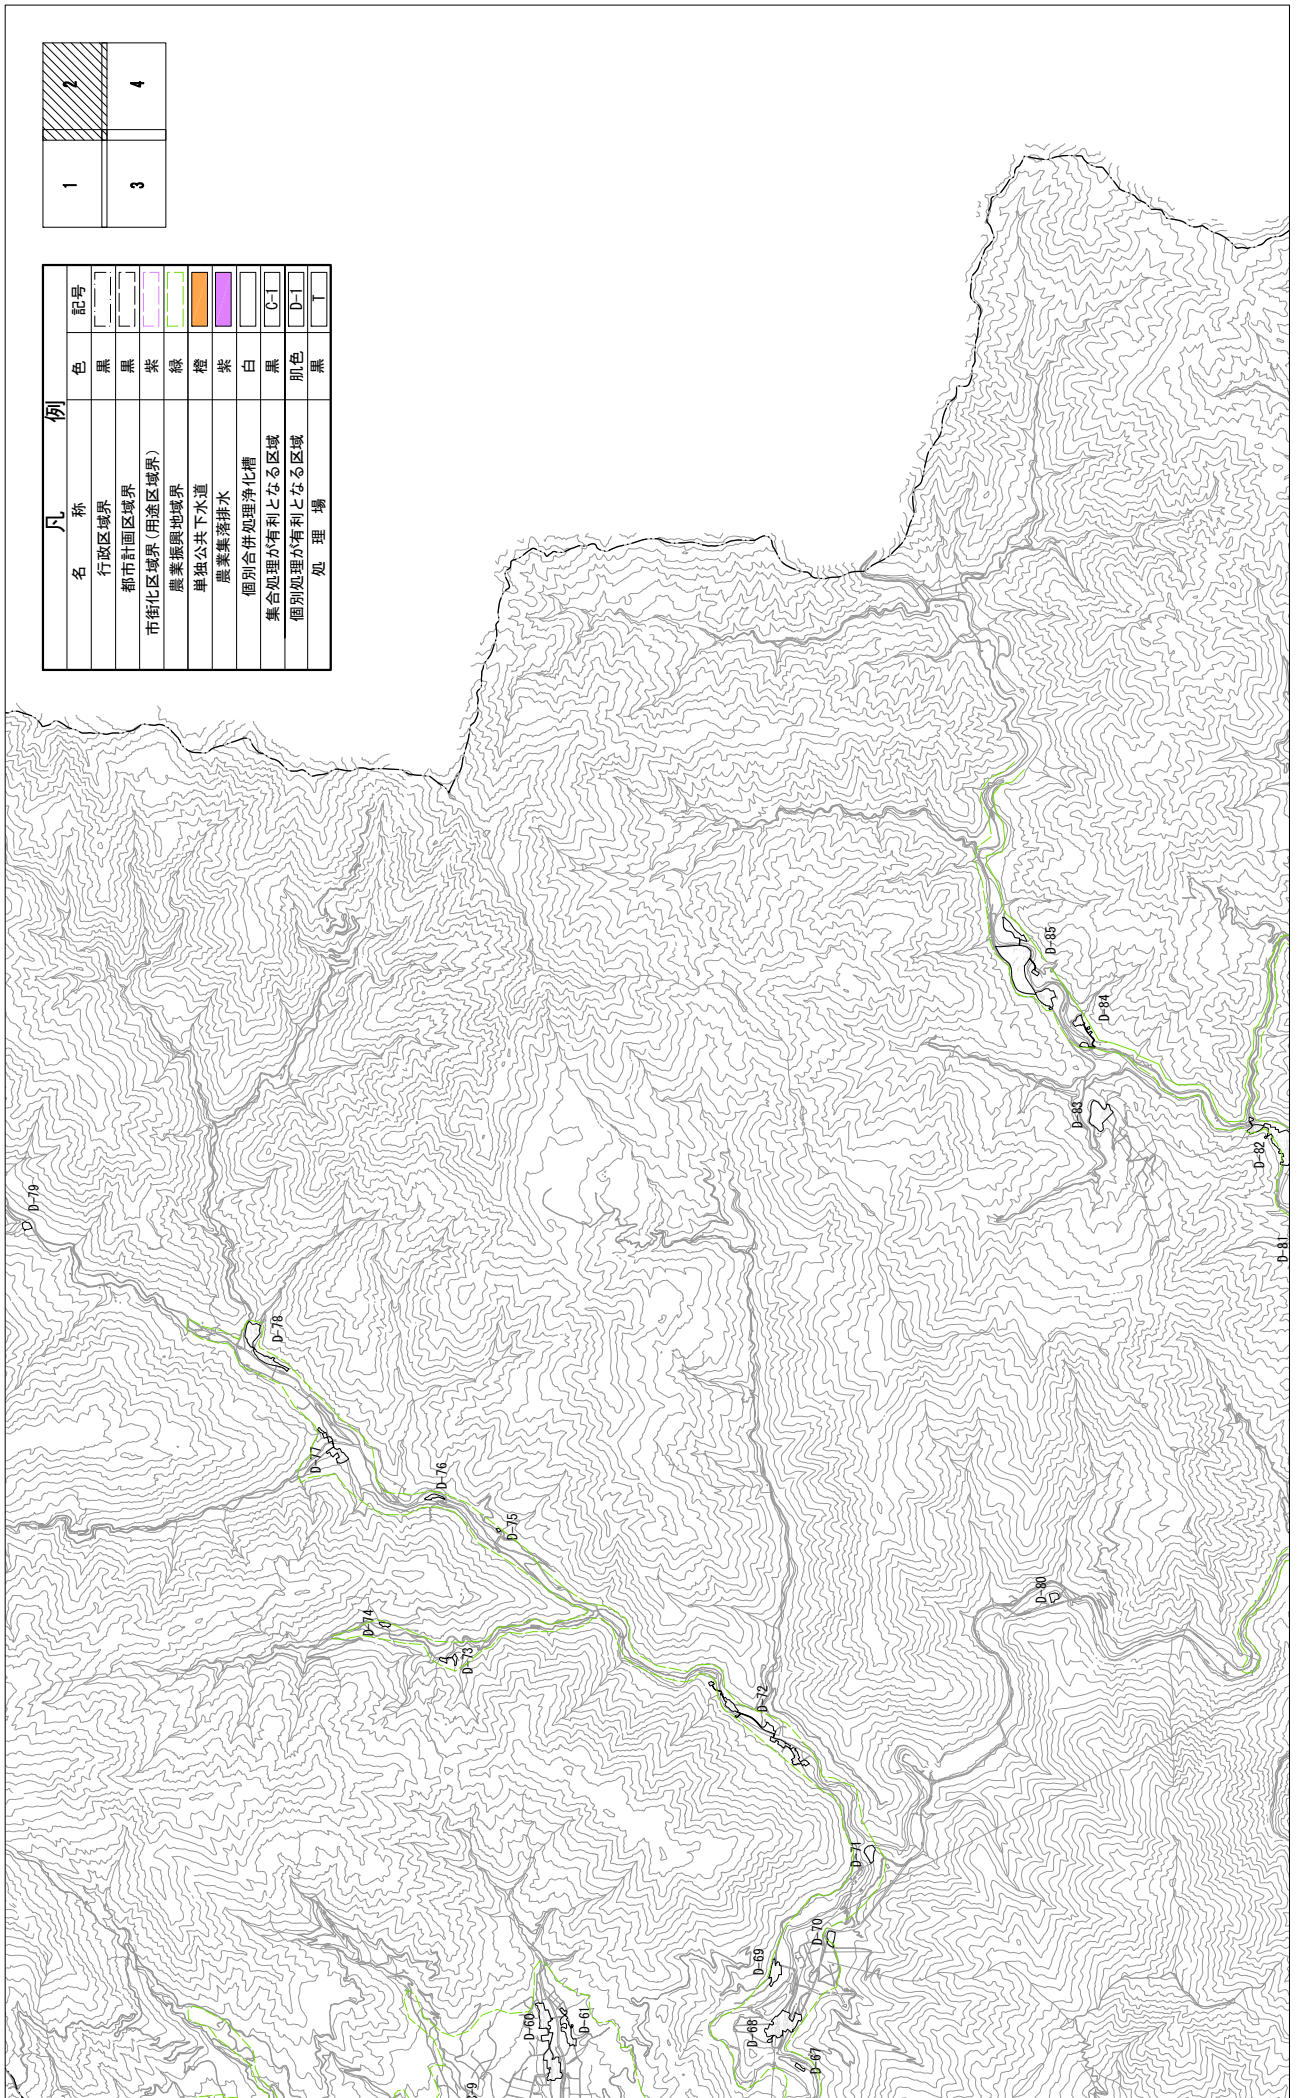 1
2
3
4
凡 例
名 称 色 記号
行政区域界 黒
都市計画区域界 黒
市街化区域界(用途区域界) 紫
農業振興地域界 緑
単独公共下水道 橙
農業集落排水 紫
個別合併処理浄化槽 白
集合処理が有利となる区域 黒 C-1
個別処理が有利となる区域 肌色 D-1
処 理 場 黒 T
D-79
D-78
D-77
D-76
D-75
D-74
D-73
D-72
D-71
D-70
D-69
D-68
D-67
D-60
D-61
D-80
D-81
D-82
D-83
D-84
D-85